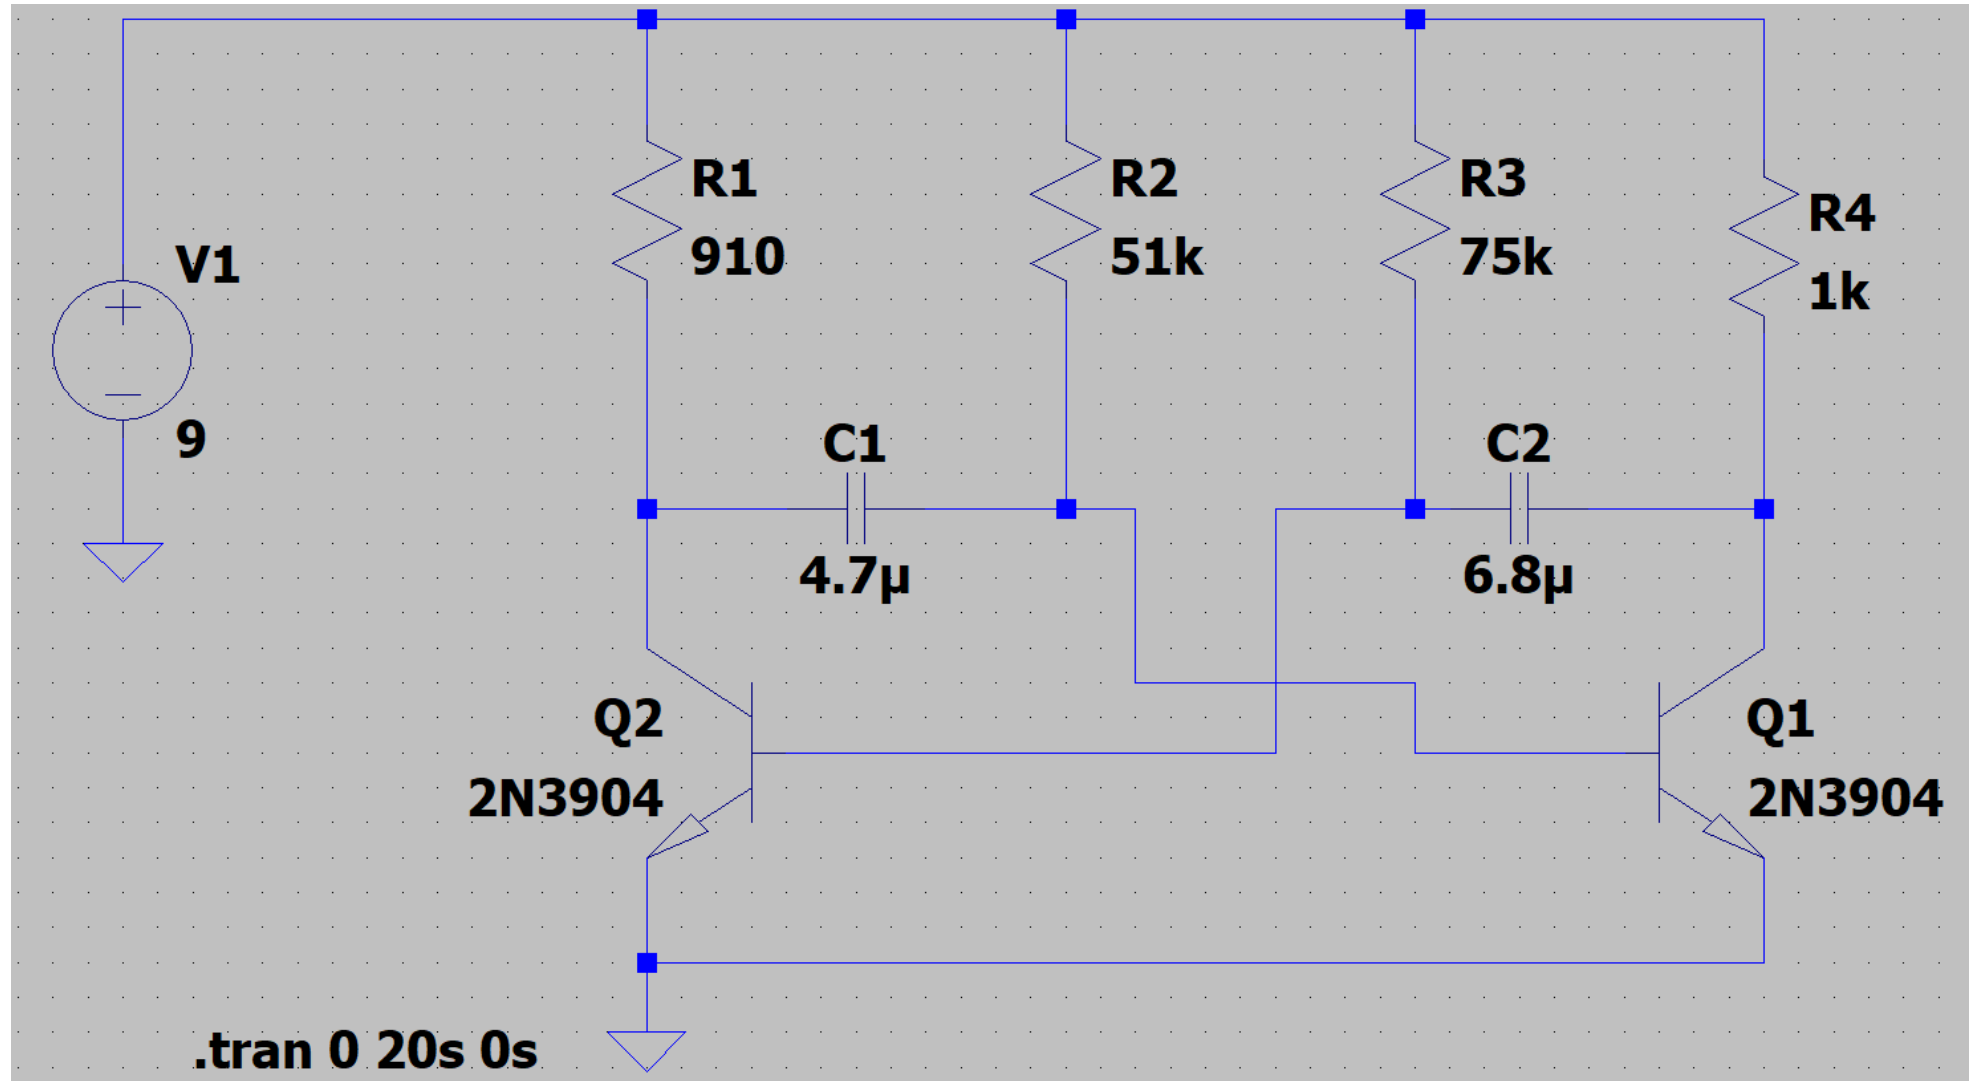 V1
9
R1
910
R2
51k
R3
75k
R4
1k
C1
4.7µ
C2
6.8µ
Q2
2N3904
Q1
2N3904
.tran 0 20s 0s